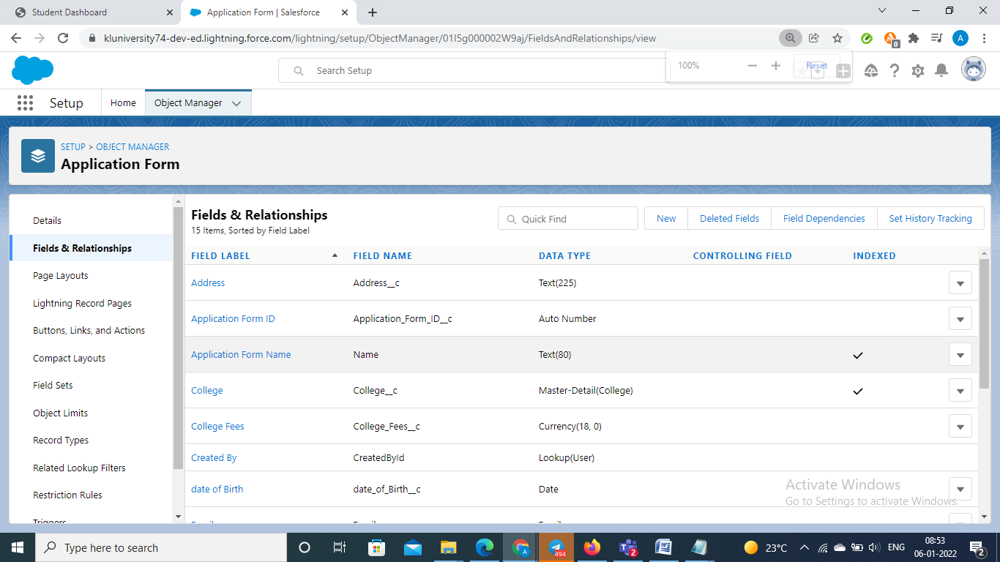 Student Dashboard
Application Form | Salesforce
kluniversity74-dev-ed.lightning.force.com/lightning/setup/ObjectManager/01I5g000002W9aj/FieldsAndRelationships/view
0
A
Search Setup
100%
Reset
Setup
Home
Object Manager
SETUP > OBJECT MANAGER
Application Form
Details
Fields & Relationships
Page Layouts
Lightning Record Pages
Buttons, Links, and Actions
Compact Layouts
Field Sets
Object Limits
Record Types
Related Lookup Filters
Restriction Rules
Triggers
Fields & Relationships
15 Items, Sorted by Field Label
Quick Find
New
Deleted Fields
Field Dependencies
Set History Tracking
FIELD LABEL FIELD NAME DATA TYPE CONTROLLING FIELD INDEXED
Address Address__c Text(225)
Application Form ID Application_Form_ID__c Auto Number
Application Form Name Name Text(80)
College College__c Master-Detail(College)
College Fees College_Fees__c Currency(18, 0)
Created By CreatedById Lookup(User)
date of Birth date_of_Birth__c Date
Activate Windows
Go to Settings to activate Windows.
Type here to search
A
494
2
23°C
ENG
08:53
06-01-2022
2